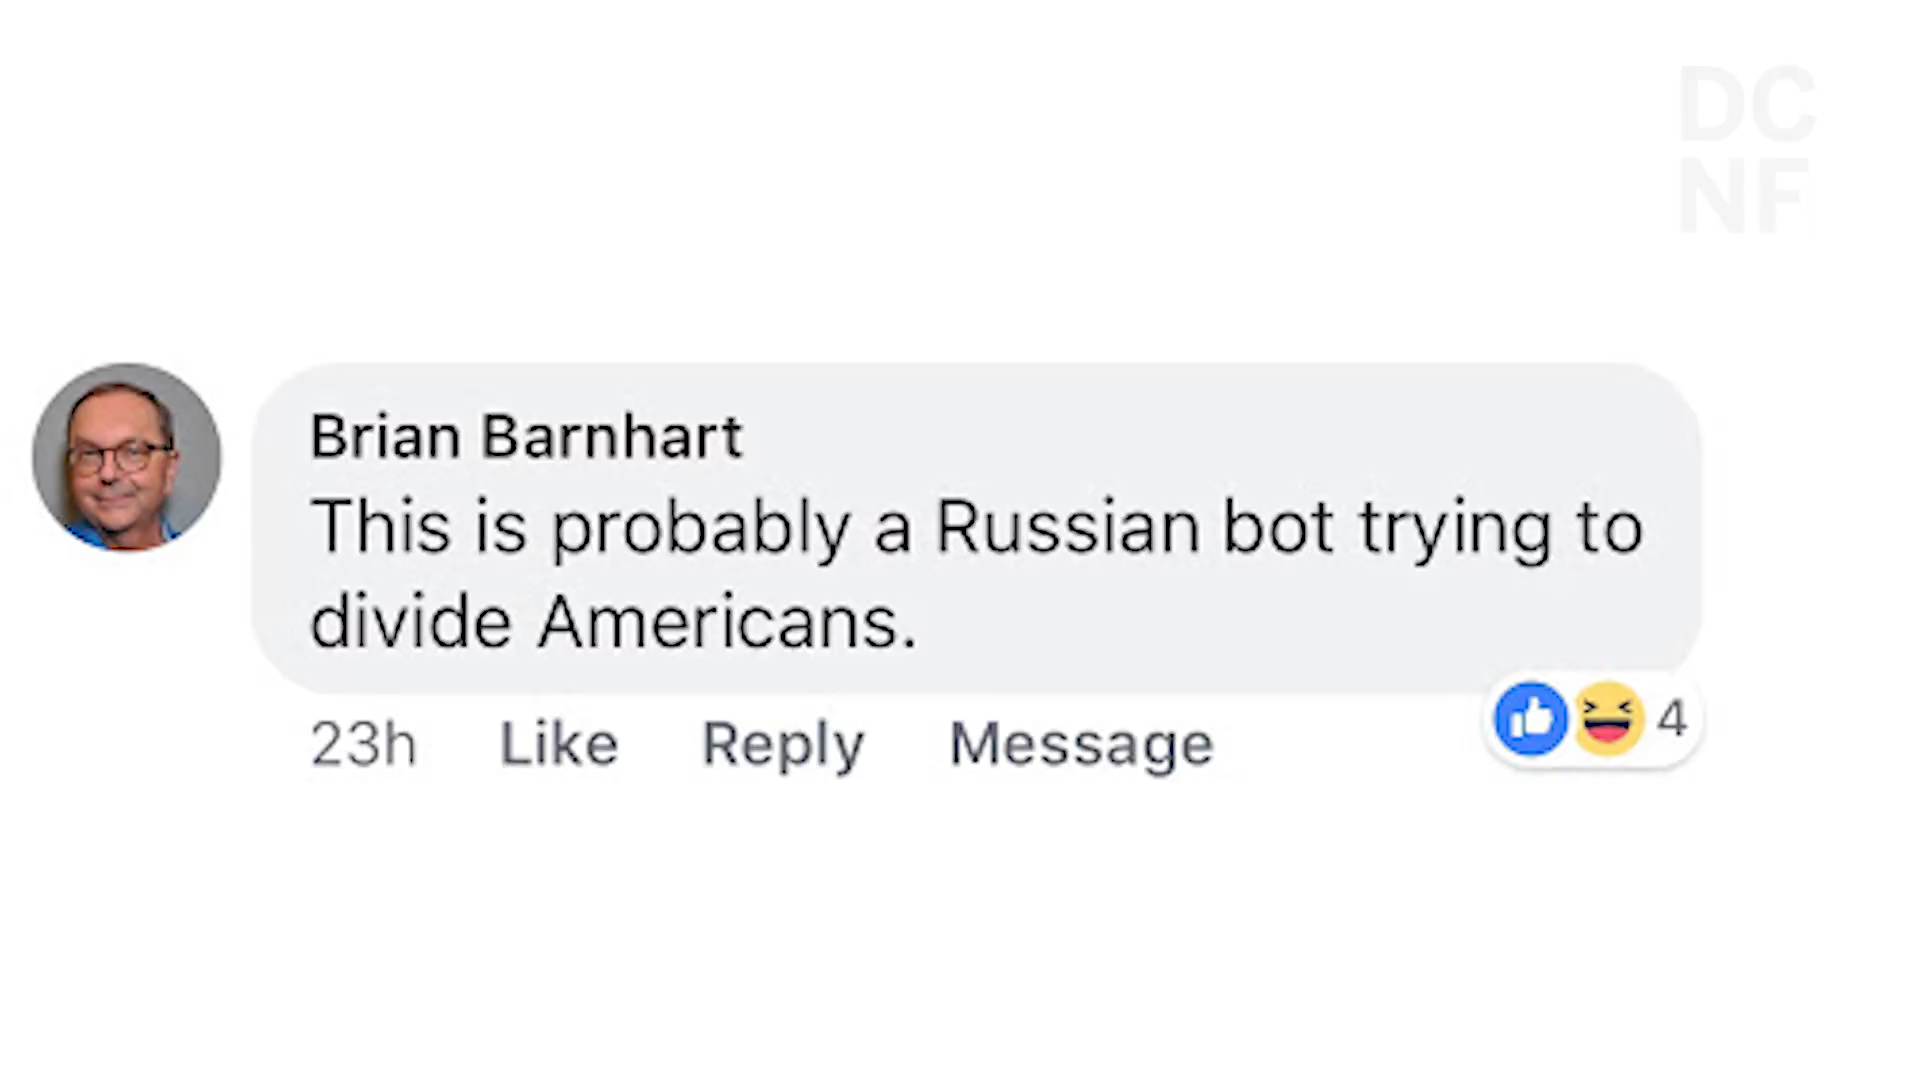 DC
NF
Brian Barnhart
This is probably a Russian bot trying to
divide Americans.
23h Like Reply Message 4